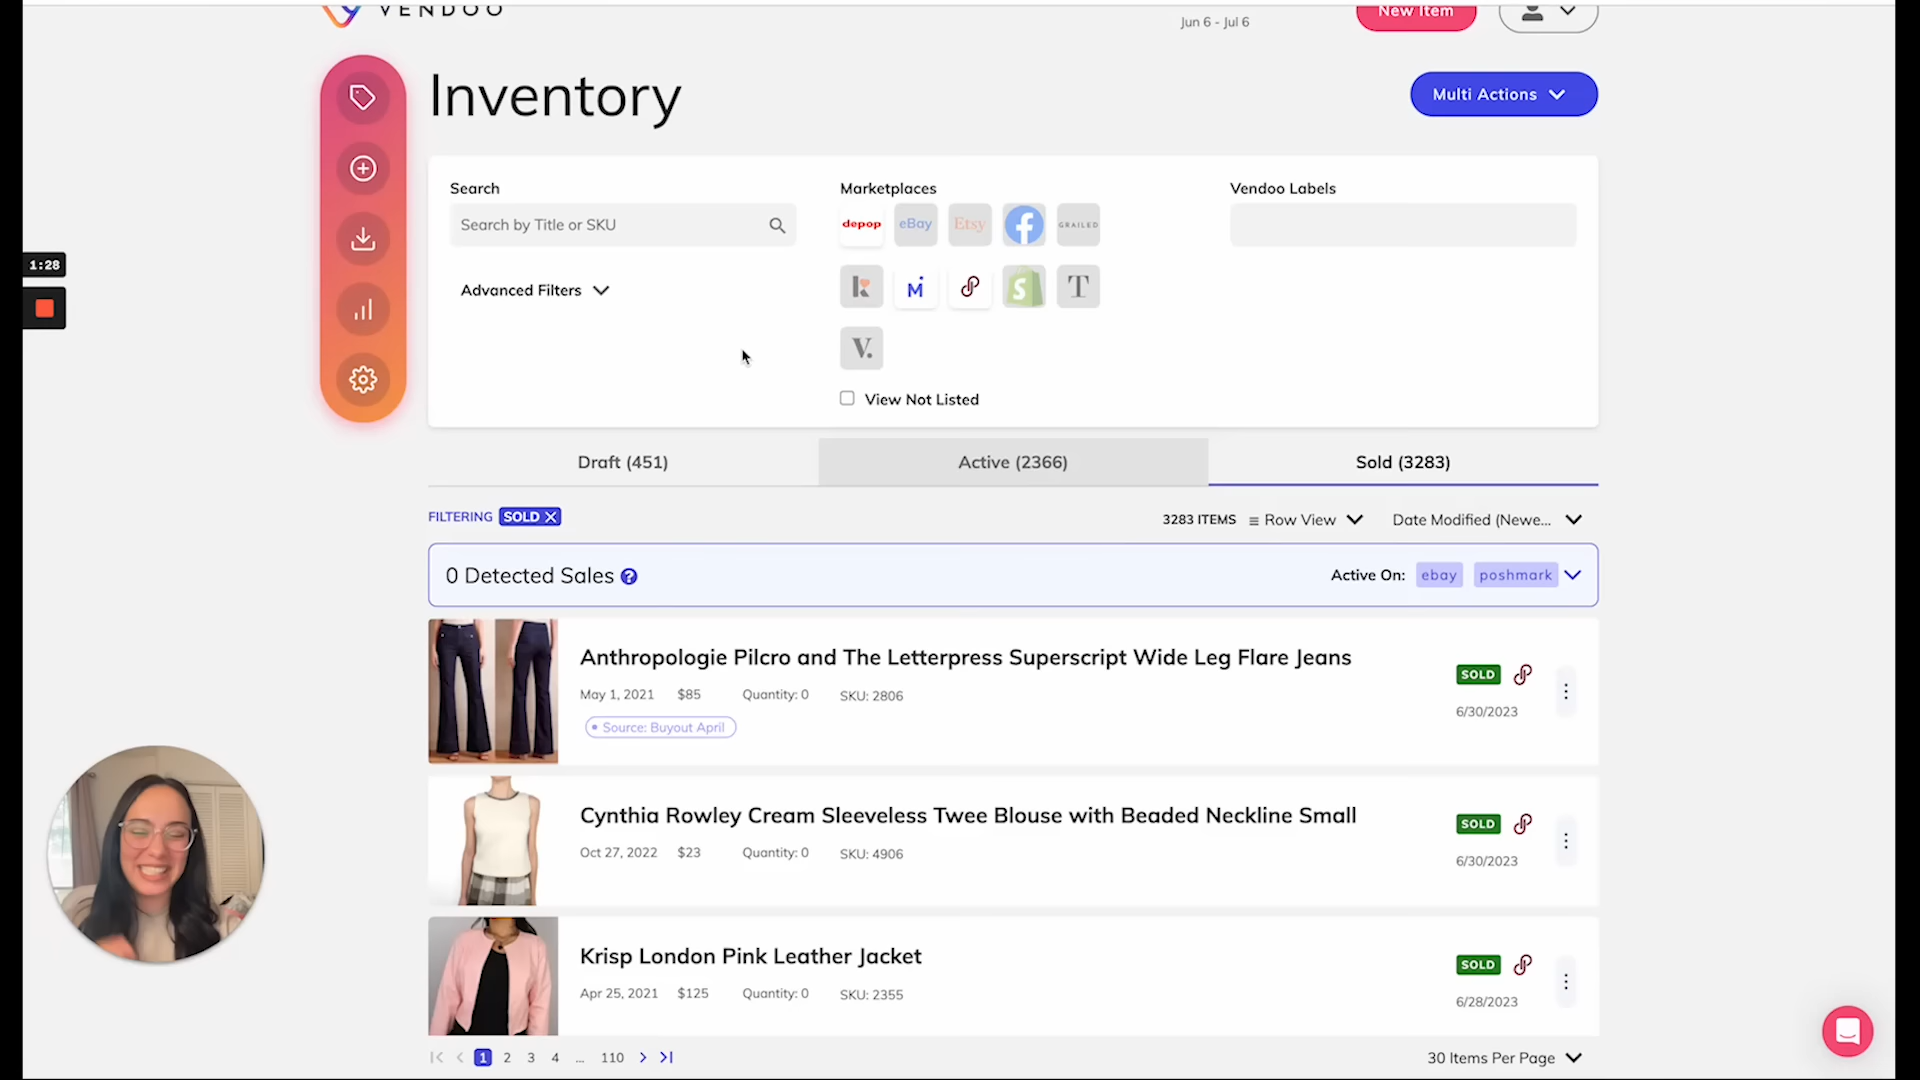 VENDOO
Jun 6 - Jul 6
New Item
Inventory
Multi Actions
Search
Marketplaces
Vendoo Labels
Search by Title or SKU
depop
eBay
Etsy
GRAILED
Advanced Filters
T
V.
View Not Listed
1:28
Draft (451)
Active (2366)
Sold (3283)
FILTERING SOLD
3283 ITEMS
Row View
Date Modified (Newe...
0 Detected Sales
Active On: ebay poshmark
Anthropologie Pilcro and The Letterpress Superscript Wide Leg Flare Jeans
SOLD
May 1, 2021 $85 Quantity: 0 SKU: 2806
6/30/2023
Source: Buyout April
Cynthia Rowley Cream Sleeveless Twee Blouse with Beaded Neckline Small
SOLD
Oct 27, 2022 $23 Quantity: 0 SKU: 4906
6/30/2023
Krisp London Pink Leather Jacket
SOLD
Apr 25, 2021 $125 Quantity: 0 SKU: 2355
6/28/2023
1 2 3 4 ... 110
30 Items Per Page